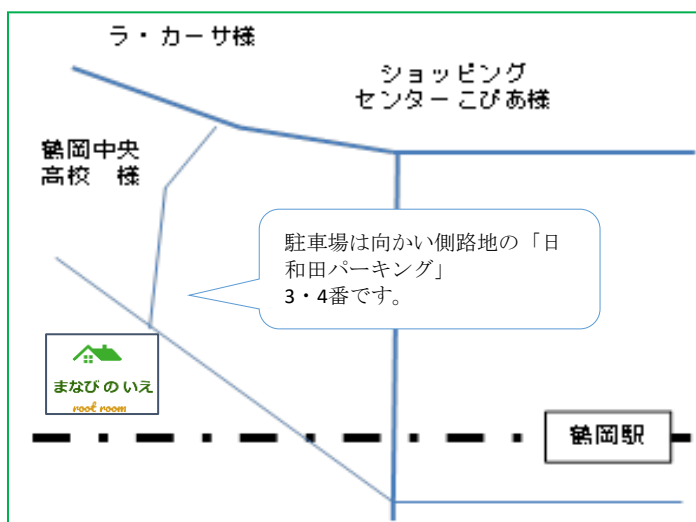 ラ・カーサ様
ショッピング
センターこぴあ様
鶴岡中央
高校　様
駐車場は向かい側路地の「日
和田パーキング」
3・4番です。
まなびのいえ
root room
鶴岡駅